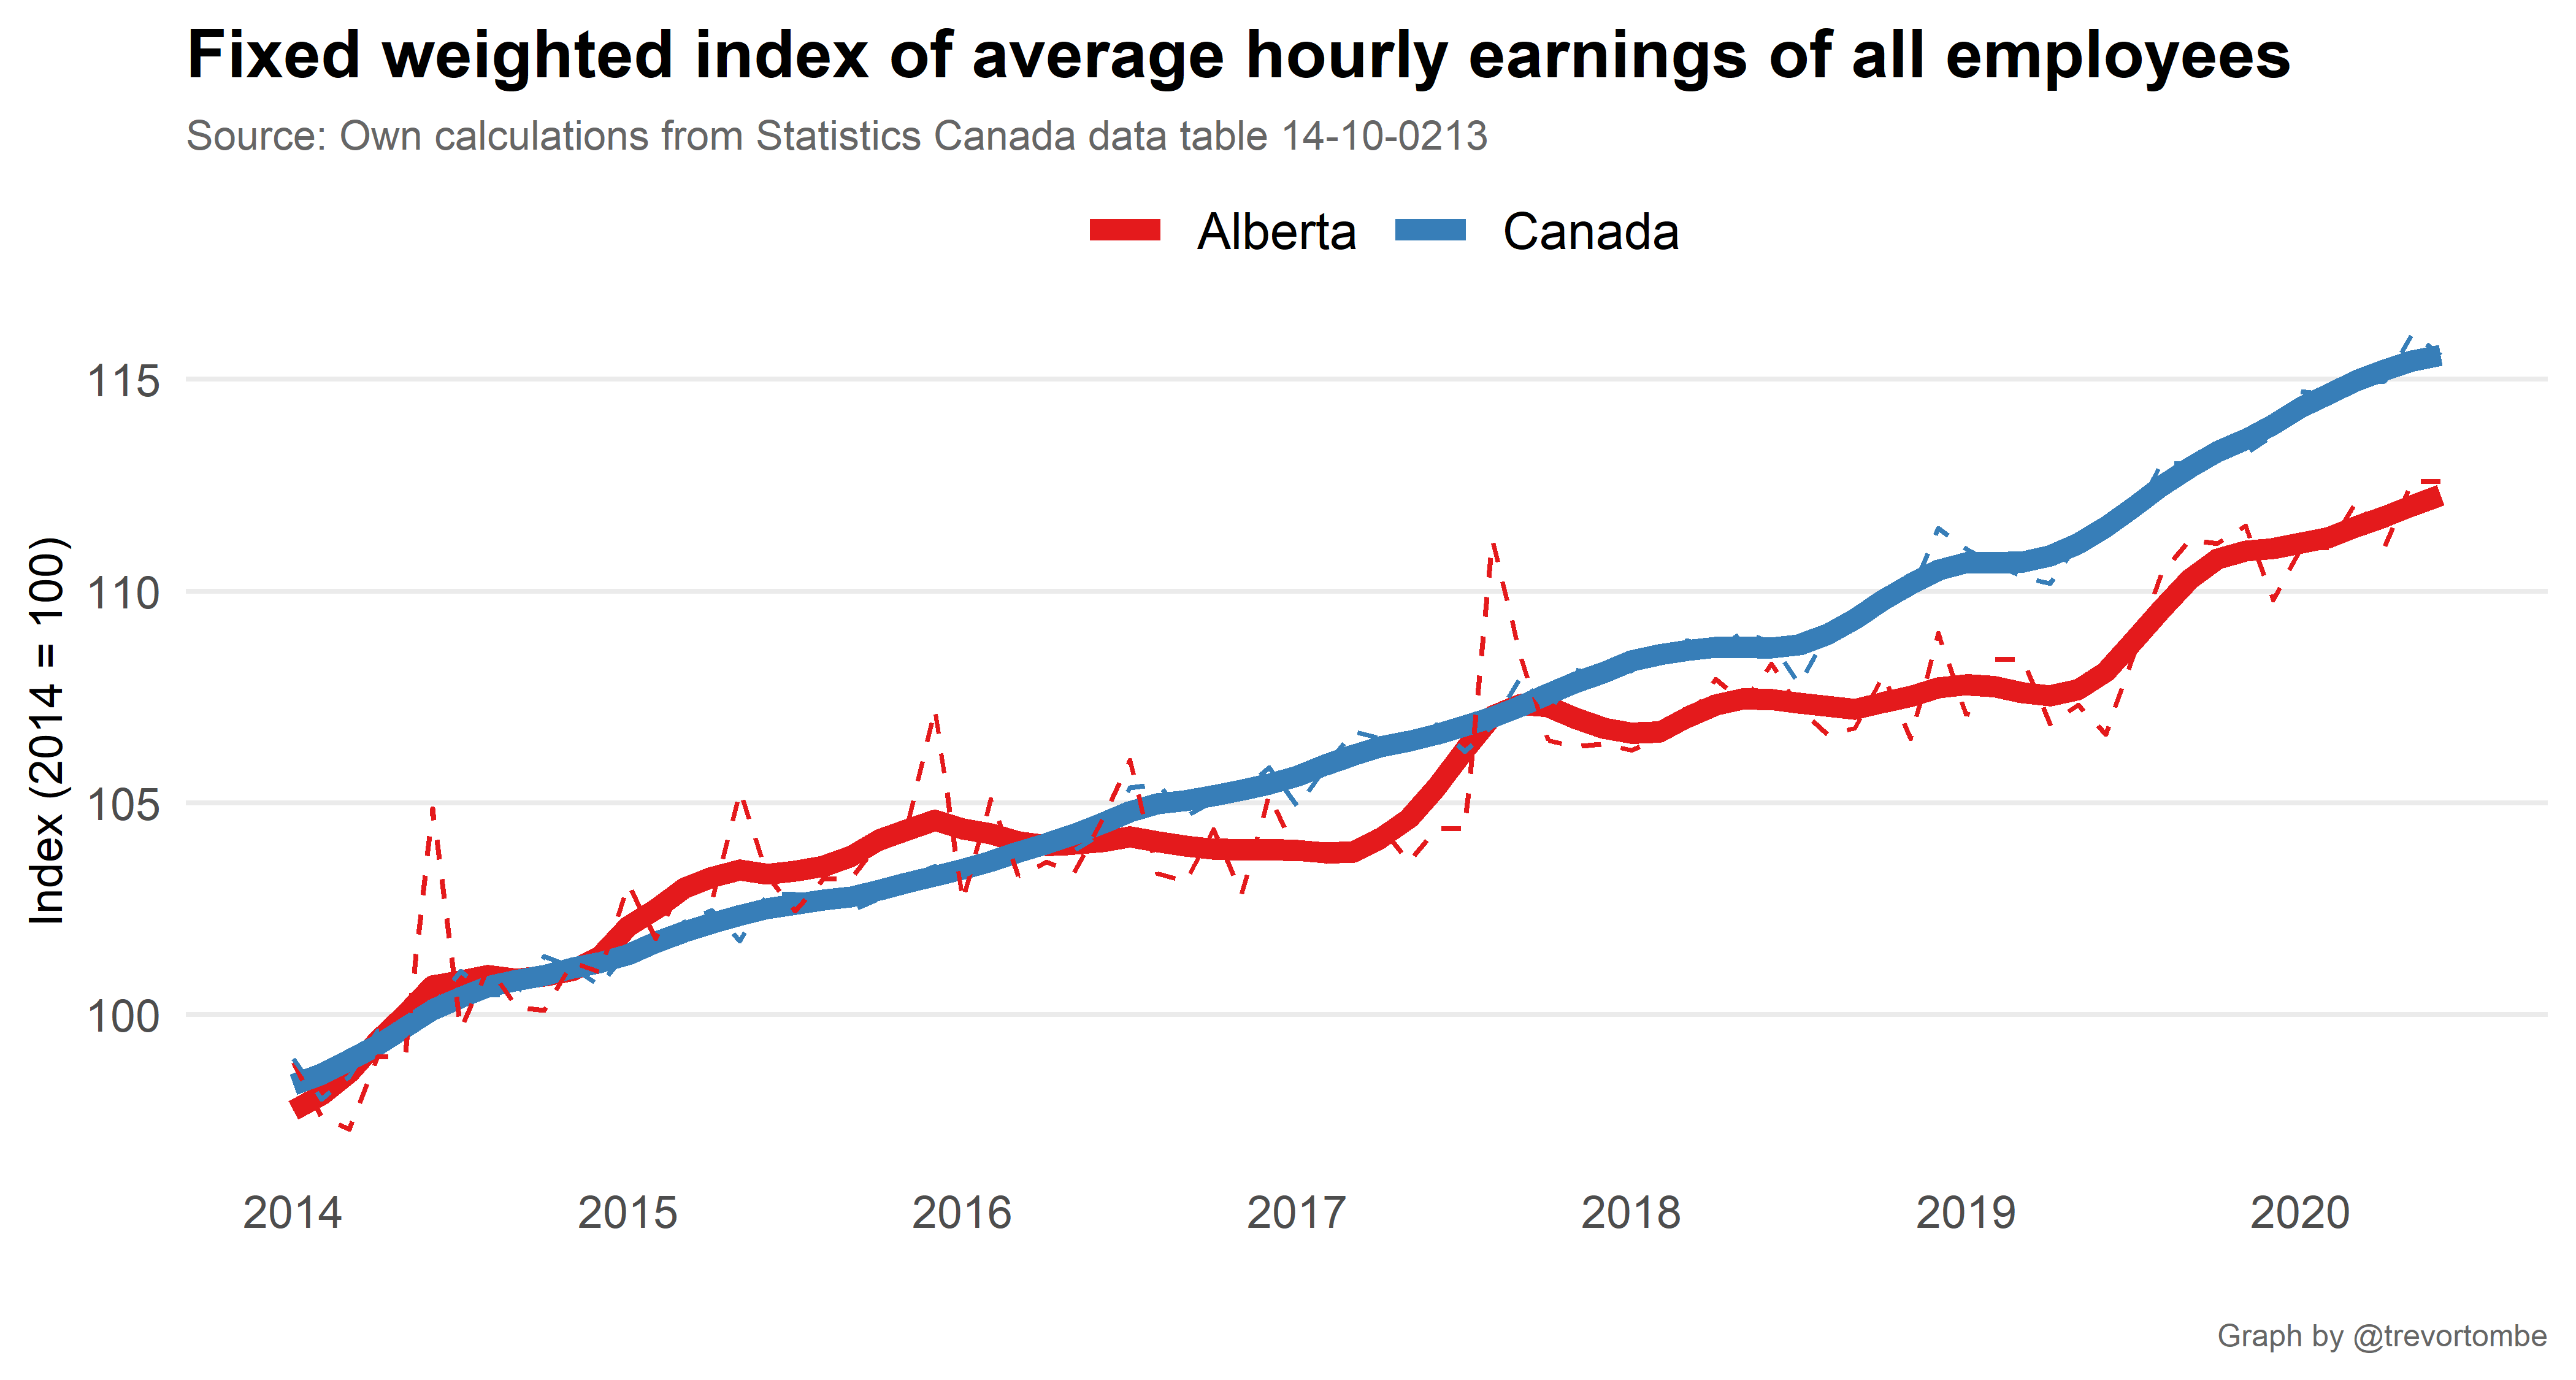 Fixed weighted index of average hourly earnings of all employees
Source: Own calculations from Statistics Canada data table 14-10-0213
Alberta Canada
Index (2014 = 100)
115
110
105
100
2014 2015 2016 2017 2018 2019 2020
Graph by @trevortombe